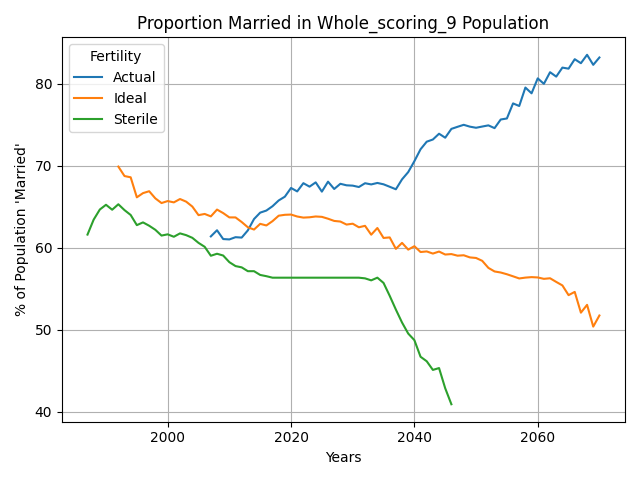 Proportion Married in Whole_scoring_9 Population
Fertility
Actual
Ideal
Sterile
% of Population 'Married'
80
70
60
50
40
2000
2020
2040
2060
Years